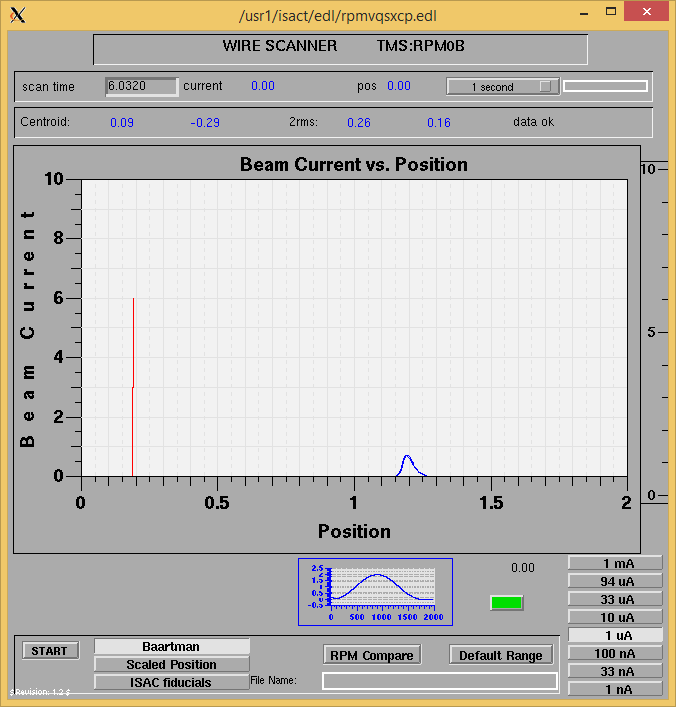 /usr1/isact/edl/rpmvqsxcp.edl
WIRE SCANNER TMS:RPM0B
scan time 6.0320 current 0.00 pos 0.00 1 second
Centroid: 0.09 -0.29 2rms: 0.26 0.16 data ok
Beam Current vs. Position
10
8
6
4
2
0
Beam Current
0 0.5 1 1.5 2
Position
10
5
0
2.5
1.5
0.5
-0.5
0 500 1000 1500 2000
0.00
1 mA
94 uA
33 uA
10 uA
1 uA
100 nA
33 nA
1 nA
START
Baartman
Scaled Position
ISAC fiducials
RPM Compare
Default Range
File Name:
$Revision: 1.2 $